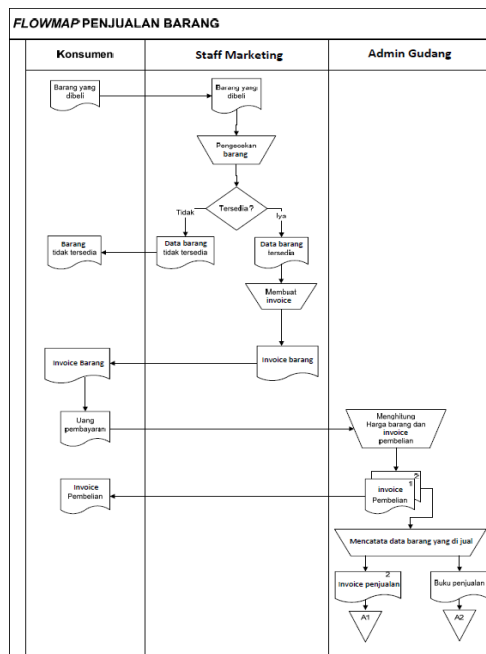 FLOWMAP PENJUALAN BARANG
Konsumen
Staff Marketing
Admin Gudang
Barang yang
dibeli
Barang yang
dibeli
Pengecekan
barang
Tersedia ?
Tidak
Iya
Barang
tidak tersedia
Data barang
tidak tersedia
Data barang
tersedia
Membuat
invoice
Invoice Barang
Invoice barang
Uang
pembayaran
Menghitung
Harga barang dan
invoice
pembelian
Invoice
Pembelian
2
1
invoice
Pembelian
Mencatata data barang yang di jual
2
Invoice penjualan
Buku penjualan
A1
A2